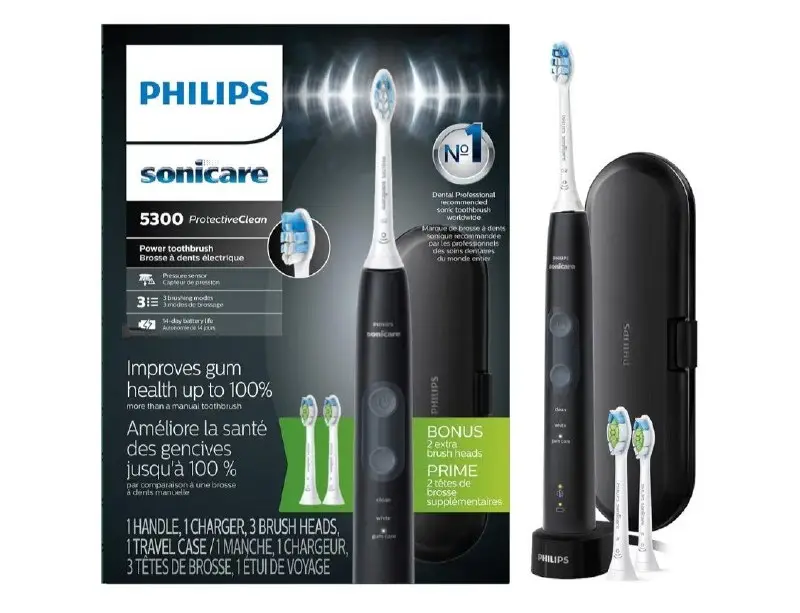 PHILIPS
sonicare
5300 ProtectiveClean
Power toothbrush
Brosse à dents électrique
Pressure sensor
Capteur de pression
3 brushing modes
3 modes de brossage
14-day battery life
Autonomie de 14 jours
Improves gum
health up to 100%
more than a manual toothbrush
Améliore la santé
des gencives
jusqu'à 100 %
par comparaison à une brosse
à dents manuelle
1 HANDLE, 1 CHARGER, 3 BRUSH HEADS,
1 TRAVEL CASE / 1 MANCHE, 1 CHARGEUR,
3 TÊTES DE BROSSE, 1 ÉTUI DE VOYAGE
Nº1
Dental Professional
recommended
sonic toothbrush
worldwide
Marque de brosse à dents
sonique recommandée
par les professionnels
des soins dentaires
du monde entier
PHILIPS
sonicare
clean
white
gum care
PHILIPS
BONUS
2 extra
brush heads
PRIME
2 têtes de
brosse
supplémentaires
PHILIPS
sonicare
clean
white
gum care
PHILIPS
PHILIPS